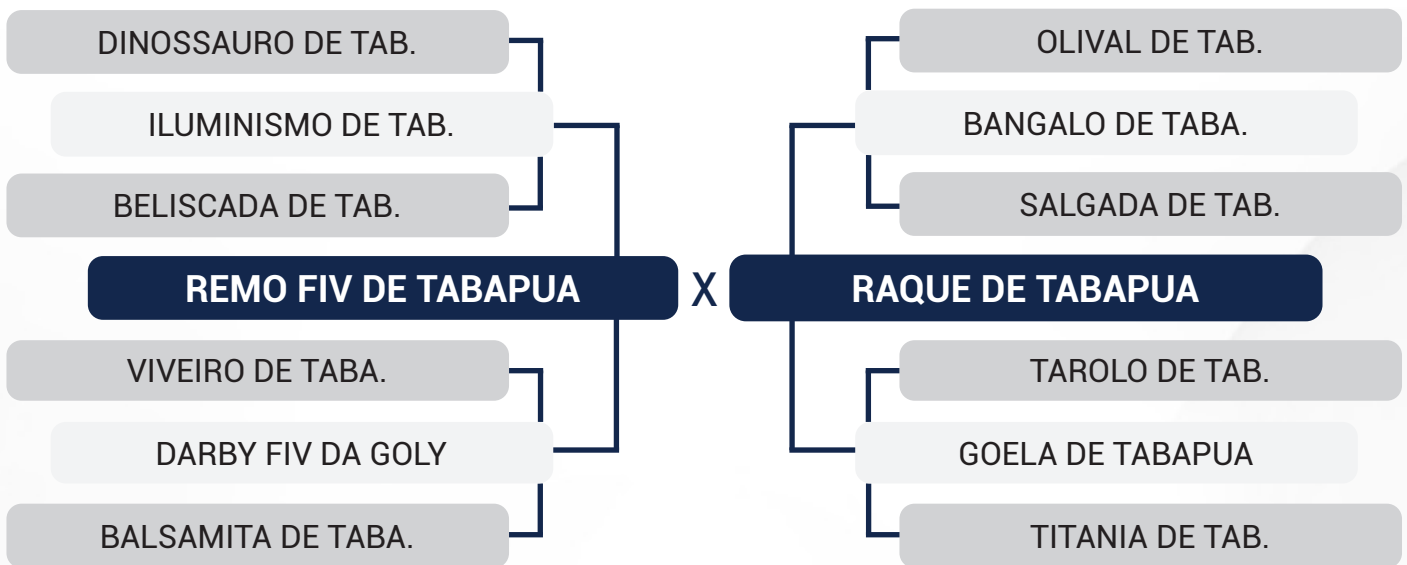 DINOSSAURO DE TAB.
OLIVAL DE TAB.
ILUMINISMO DE TAB.
BANGALO DE TABA.
BELISCADA DE TAB.
SALGADA DE TAB.
REMO FIV DE TABAPUA X RAQUE DE TABAPUA
VIVEIRO DE TABA.
TAROLO DE TAB.
DARBY FIV DA GOLY
GOELA DE TABAPUA
BALSAMITA DE TABA.
TITANIA DE TAB.